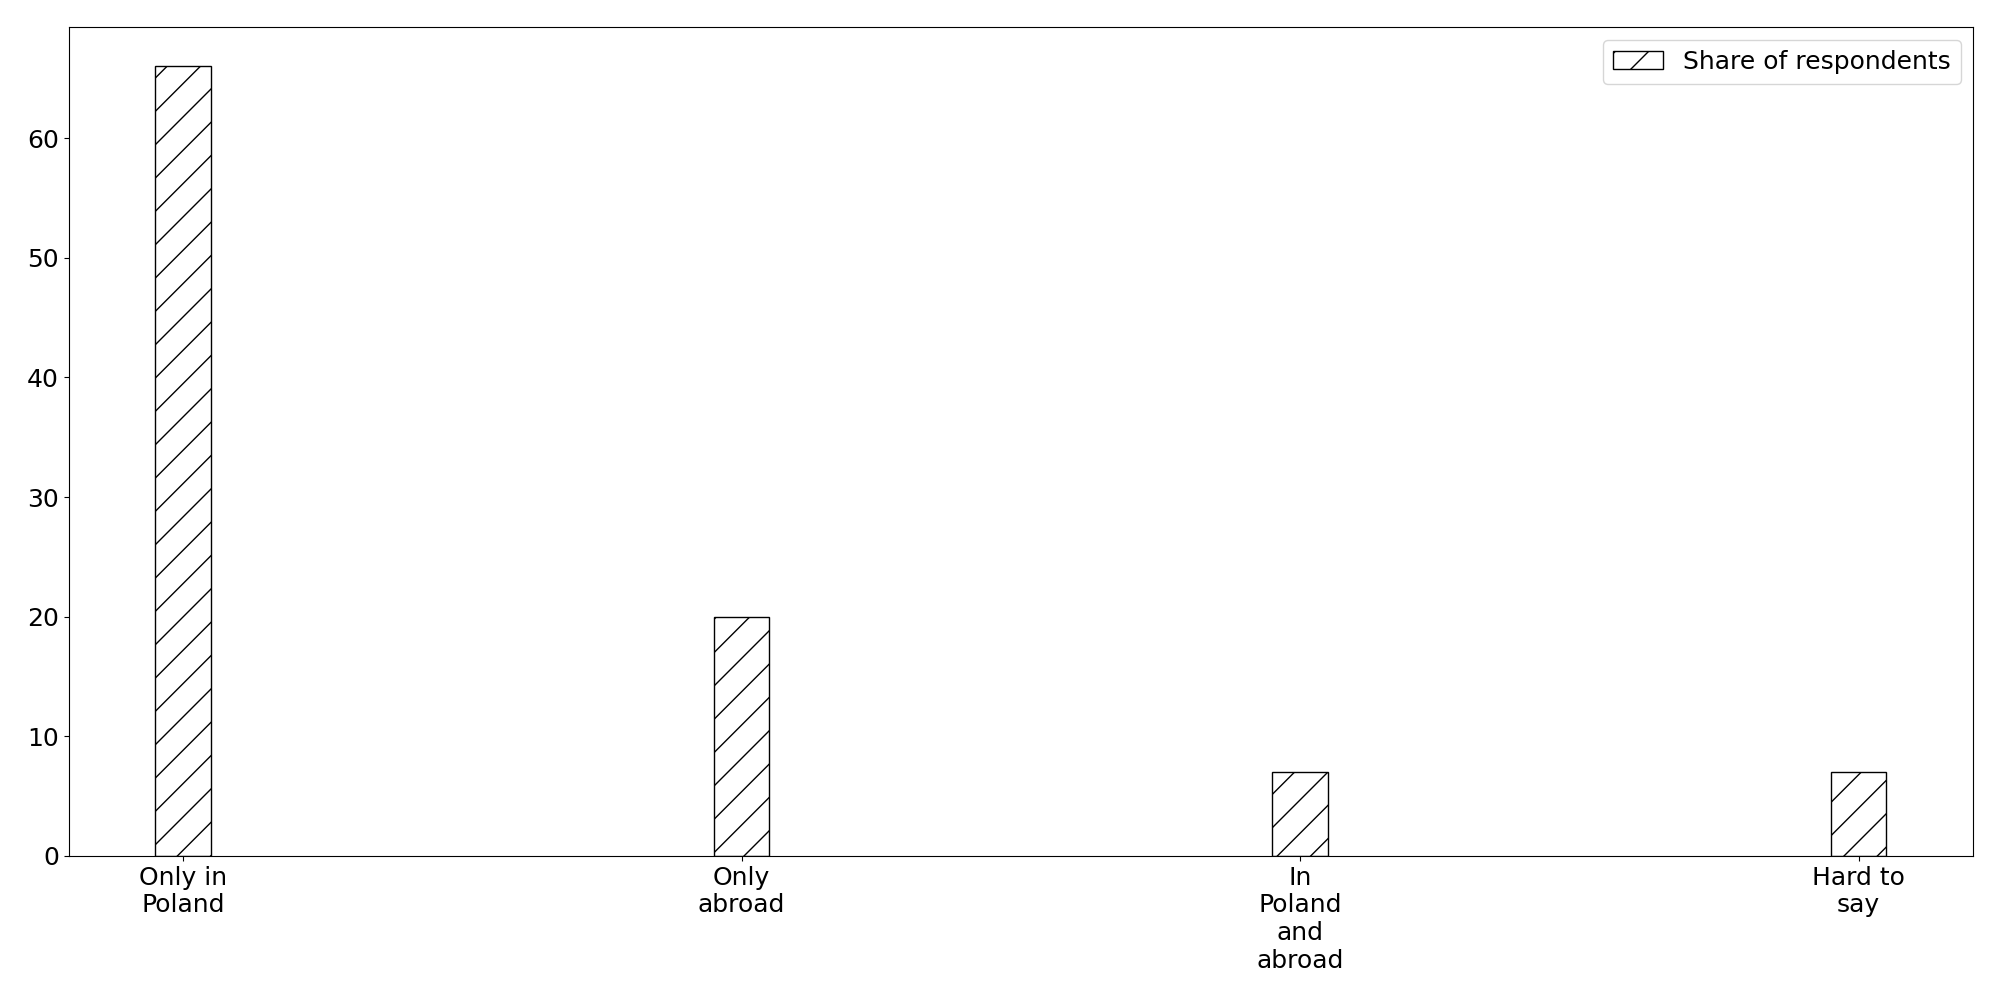 Share of respondents
60
50
40
30
20
10
0
Only in
Poland
Only
abroad
In
Poland
and
abroad
Hard to
say